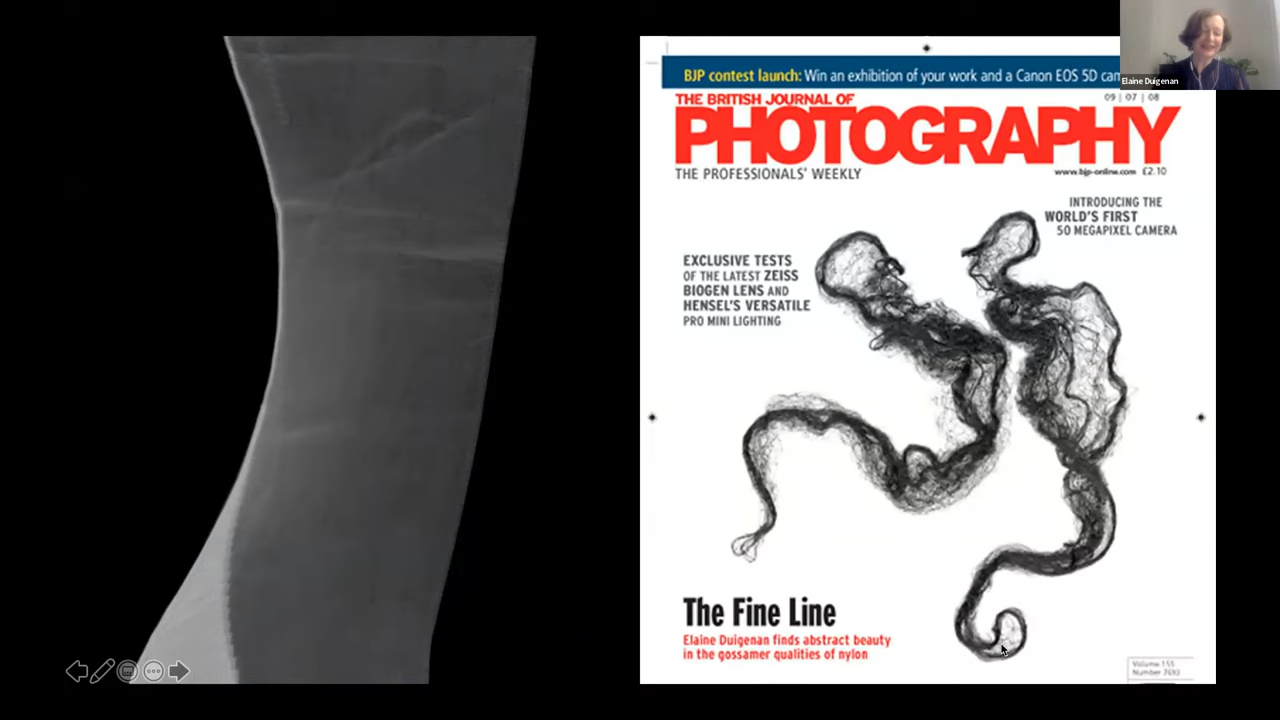 Elaine Duigenan
BJP contest launch: Win an exhibition of your work and a Canon EOS 5D cam
09 | 07 | 08
THE BRITISH JOURNAL OF
PHOTOGRAPHY
THE PROFESSIONALS' WEEKLY
www.bjp-online.com £2.10
INTRODUCING THE
WORLD'S FIRST
50 MEGAPIXEL CAMERA
EXCLUSIVE TESTS
OF THE LATEST ZEISS
BIOGEN LENS AND
HENSEL'S VERSATILE
PRO MINI LIGHTING
The Fine Line
Elaine Duigenan finds abstract beauty
in the gossamer qualities of nylon
Volume 155
Number 7693